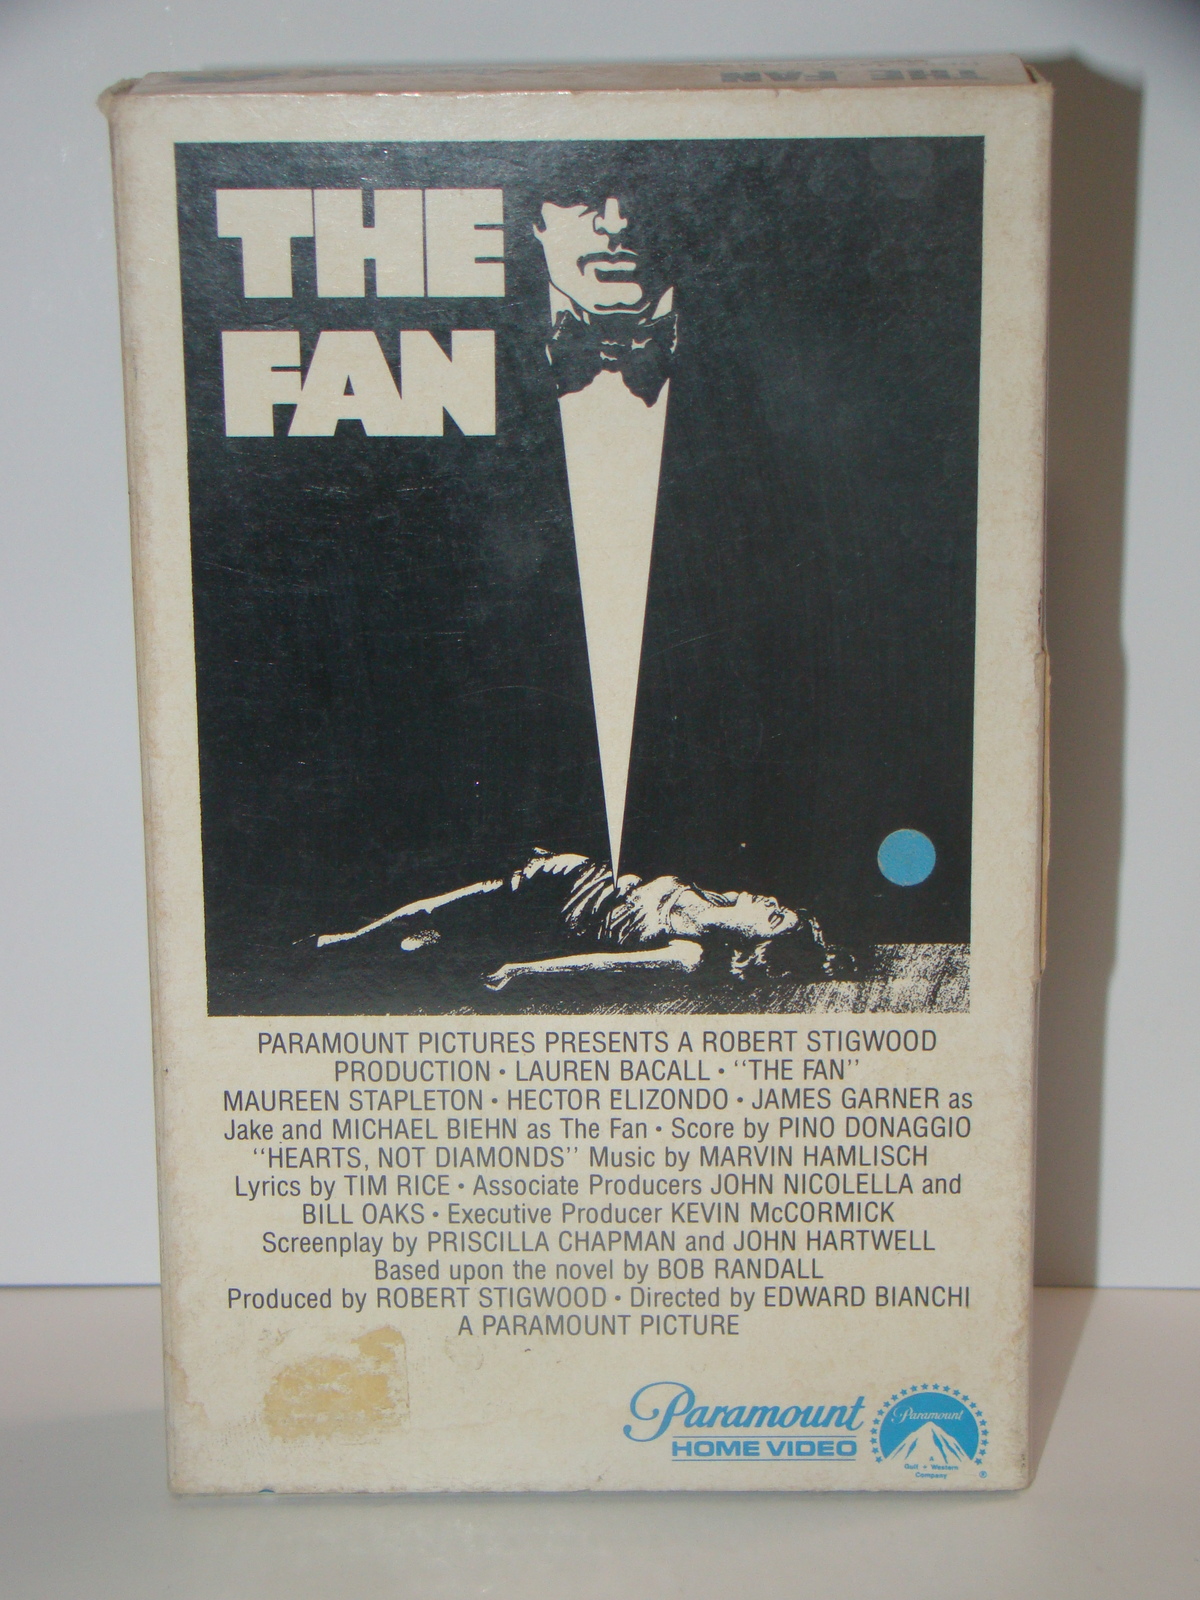 THE FAN
THE
FAN
PARAMOUNT PICTURES PRESENTS A ROBERT STIGWOOD
PRODUCTION • LAUREN BACALL • “THE FAN”
MAUREEN STAPLETON • HECTOR ELIZONDO • JAMES GARNER as
Jake and MICHAEL BIEHN as The Fan • Score by PINO DONAGGIO
“HEARTS, NOT DIAMONDS” Music by MARVIN HAMLISCH
Lyrics by TIM RICE • Associate Producers JOHN NICOLELLA and
BILL OAKS • Executive Producer KEVIN McCORMICK
Screenplay by PRISCILLA CHAPMAN and JOHN HARTWELL
Based upon the novel by BOB RANDALL
Produced by ROBERT STIGWOOD • Directed by EDWARD BIANCHI
A PARAMOUNT PICTURE
Paramount
HOME VIDEO
Paramount
A
Gulf + Western
Company
®